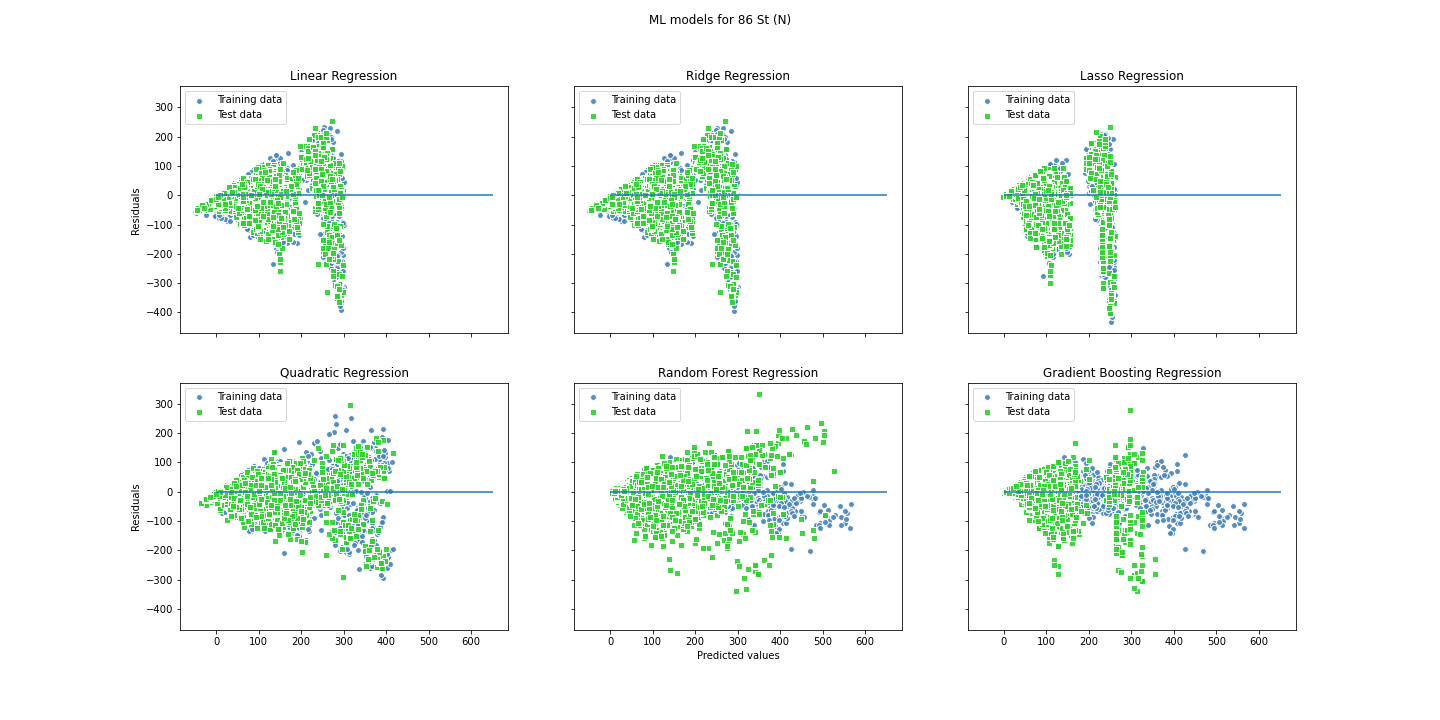 ML models for 86 St (N)
Linear Regression
Training data
Test data
300
200
100
0
−100
−200
−300
−400
Residuals
Ridge Regression
Training data
Test data
Lasso Regression
Training data
Test data
Quadratic Regression
Training data
Test data
300
200
100
0
−100
−200
−300
−400
Residuals
0 100 200 300 400 500 600
Random Forest Regression
Training data
Test data
0 100 200 300 400 500 600
Predicted values
Gradient Boosting Regression
Training data
Test data
0 100 200 300 400 500 600